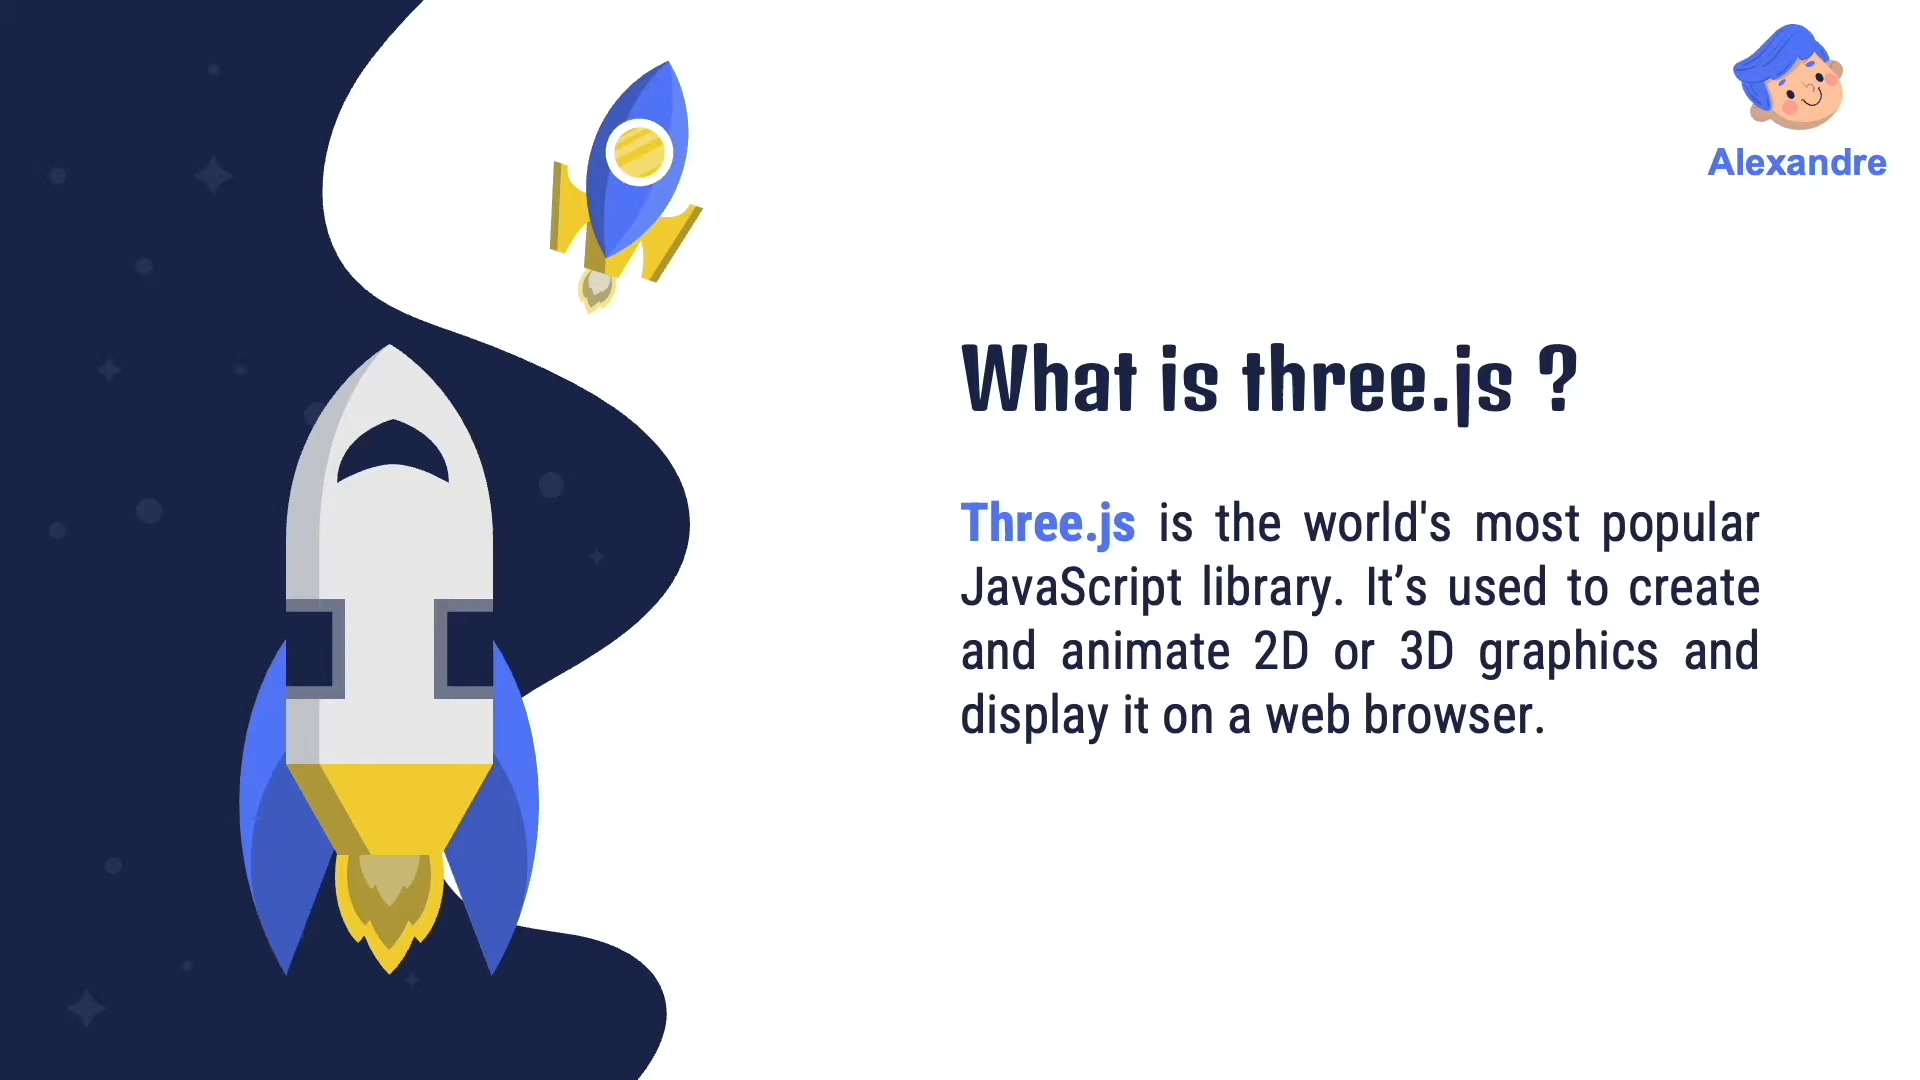 Alexandre
What is three.js ?
Three.js is the world's most popular
JavaScript library. It’s used to create
and animate 2D or 3D graphics and
display it on a web browser.